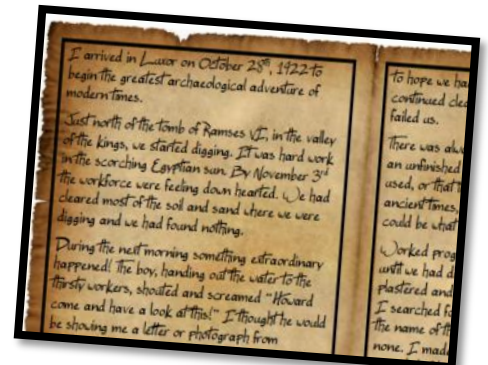 I arrived in Luxor on October 28th, 1922 to
begin the greatest archaeological adventure of
modern times.
Just north of the tomb of Ramses VI, in the valley
of the kings, we started digging. It was hard work
in the scorching Egyptian sun. By November 3rd
the workforce were feeling down hearted. We had
cleared most of the soil and sand where we were
digging and we had found nothing.
During the next morning something extraordinary
happened! The boy, handing out the water to the
thirsty workers, shouted and screamed "Howard
come and have a look at this!" I thought he would
be showing me a letter or photograph from
to hope we ha
continued clea
failed us.
There was alw
an unfinished
used, or that
ancient times,
could be what
Worked prog
until we had d
plastered and
I searched fo
the name of th
none. I mad